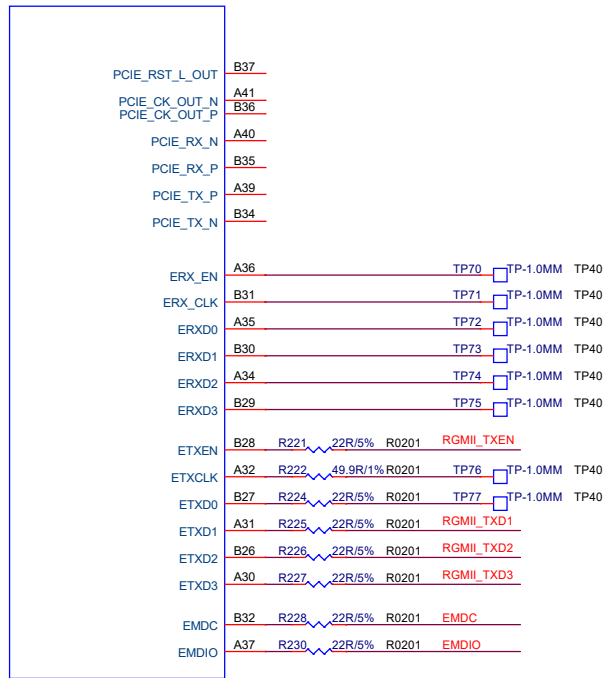 PCIE_RST_L_OUT B37
PCIE_CK_OUT_N A41
PCIE_CK_OUT_P B36
PCIE_RX_N A40
PCIE_RX_P B35
PCIE_TX_P A39
PCIE_TX_N B34
ERX_EN A36 TP70 TP-1.0MM TP40
ERX_CLK B31 TP71 TP-1.0MM TP40
ERXD0 A35 TP72 TP-1.0MM TP40
ERXD1 B30 TP73 TP-1.0MM TP40
ERXD2 A34 TP74 TP-1.0MM TP40
ERXD3 B29 TP75 TP-1.0MM TP40
ETXEN B28 R221 22R/5% R0201 RGMII_TXEN
ETXCLK A32 R222 49.9R/1% R0201 TP76 TP-1.0MM TP40
ETXD0 B27 R224 22R/5% R0201 TP77 TP-1.0MM TP40
ETXD1 A31 R225 22R/5% R0201 RGMII_TXD1
ETXD2 B26 R226 22R/5% R0201 RGMII_TXD2
ETXD3 A30 R227 22R/5% R0201 RGMII_TXD3
EMDC B32 R228 22R/5% R0201 EMDC
EMDIO A37 R230 22R/5% R0201 EMDIO